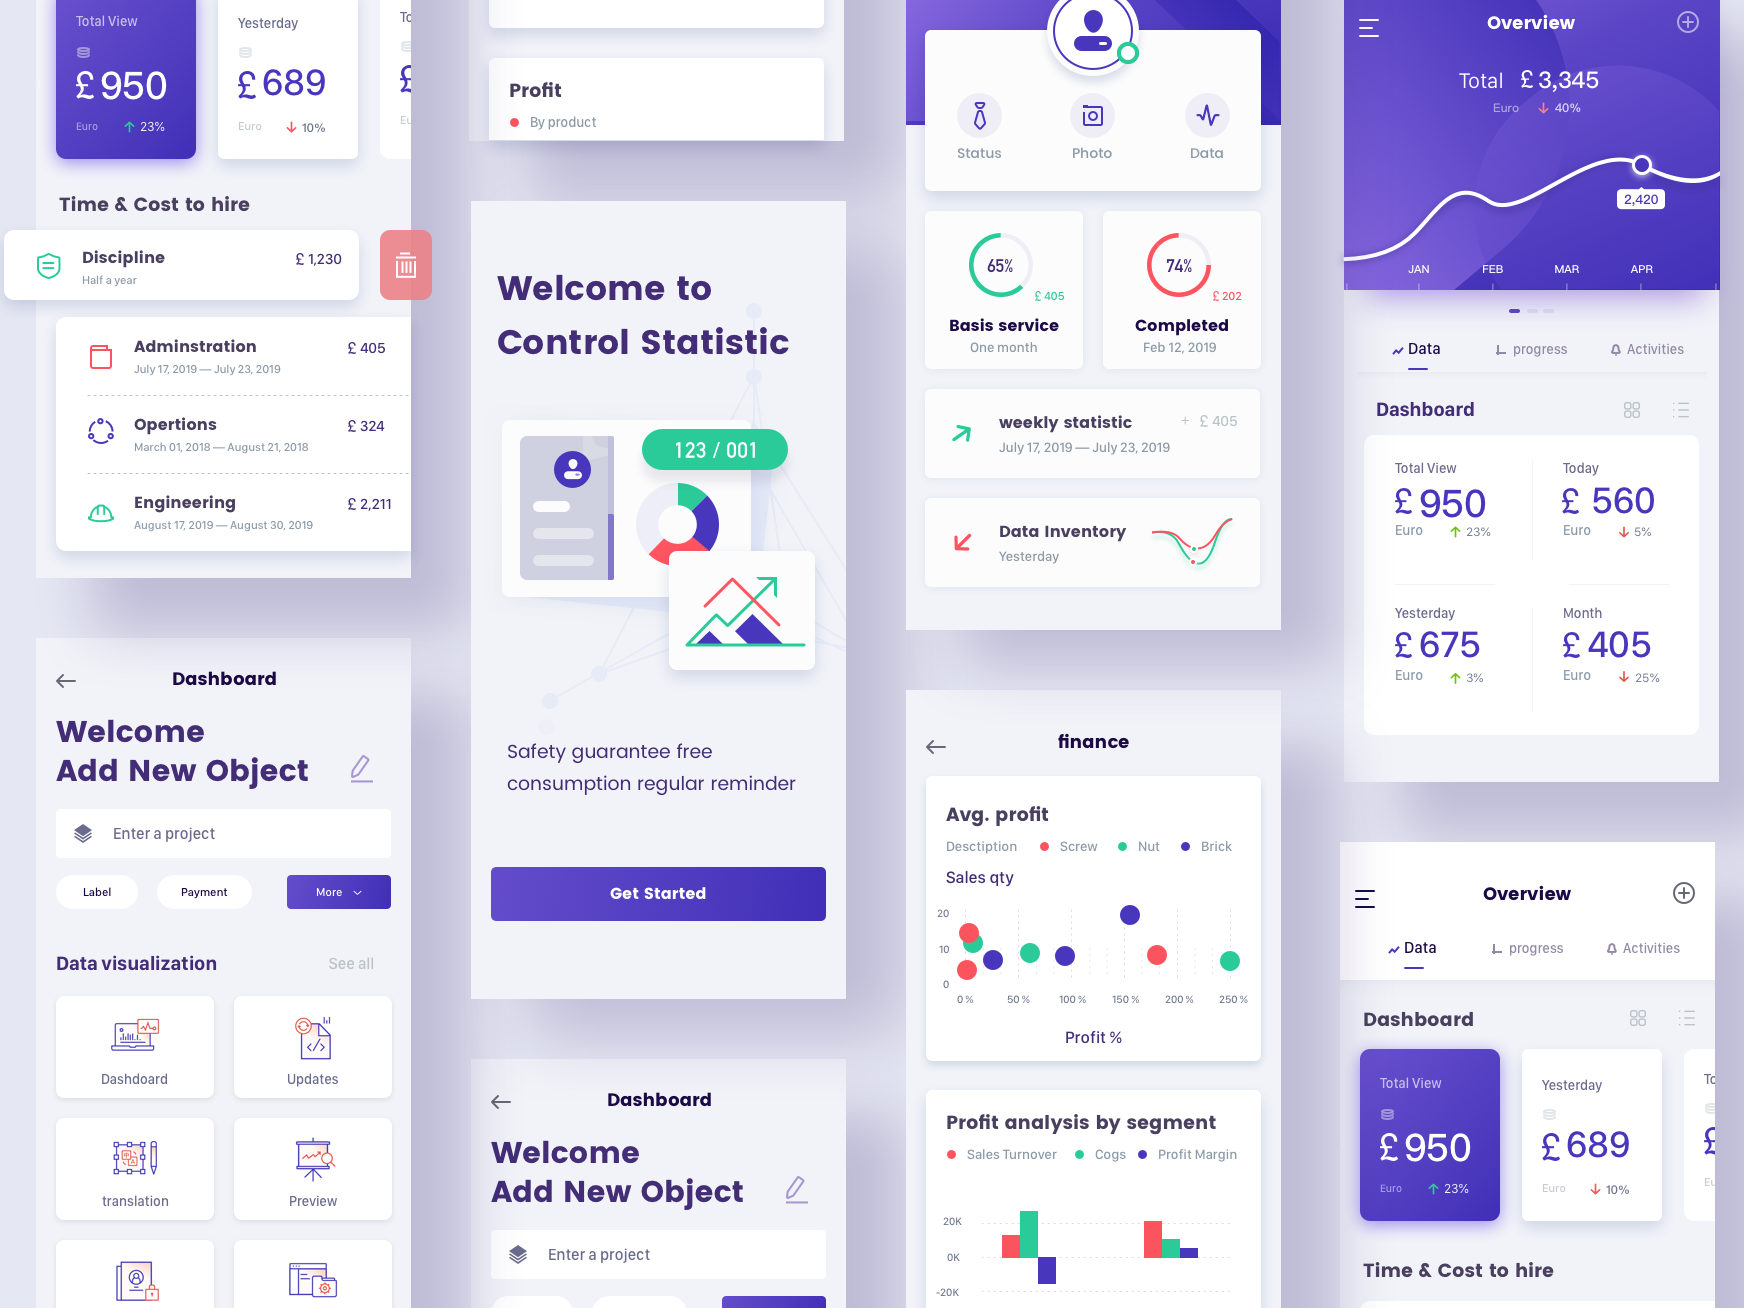 Total View
£ 950
Euro 23%
Yesterday
£ 689
Euro 10%
£
Time & Cost to hire
Discipline £ 1,230
Half a year
Adminstration £ 405
July 17, 2019 — July 23, 2019
Opertions £ 324
March 01, 2018 — August 21, 2018
Engineering £ 2,211
August 17, 2019 — August 30, 2019
Dashboard
Welcome
Add New Object
Enter a project
Label Payment More
Data visualization See all
Dashdoard Updates
translation Preview
Profit
By product
Welcome to
Control Statistic
123 / 001
Safety guarantee free
consumption regular reminder
Get Started
Dashboard
Welcome
Add New Object
Enter a project
Status Photo Data
65% £ 405
Basis service
One month
74% £ 202
Completed
Feb 12, 2019
weekly statistic + £ 405
July 17, 2019 — July 23, 2019
Data Inventory
Yesterday
finance
Avg. profit
Desctiption Screw Nut Brick
Sales qty
20
10
0
0 % 50 % 100 % 150 % 200 % 250 %
Profit %
Profit analysis by segment
Sales Turnover Cogs Profit Margin
20K
0K
-20K
Overview
Total £ 3,345
Euro 40%
2,420
JAN FEB MAR APR
Data progress Activities
Dashboard
Total View Today
£ 950 £ 560
Euro 23% Euro 5%
Yesterday Month
£ 675 £ 405
Euro 3% Euro 25%
Overview
Data progress Activities
Dashboard
Total View
£ 950
Euro 23%
Yesterday
£ 689
Euro 10%
£
Time & Cost to hire